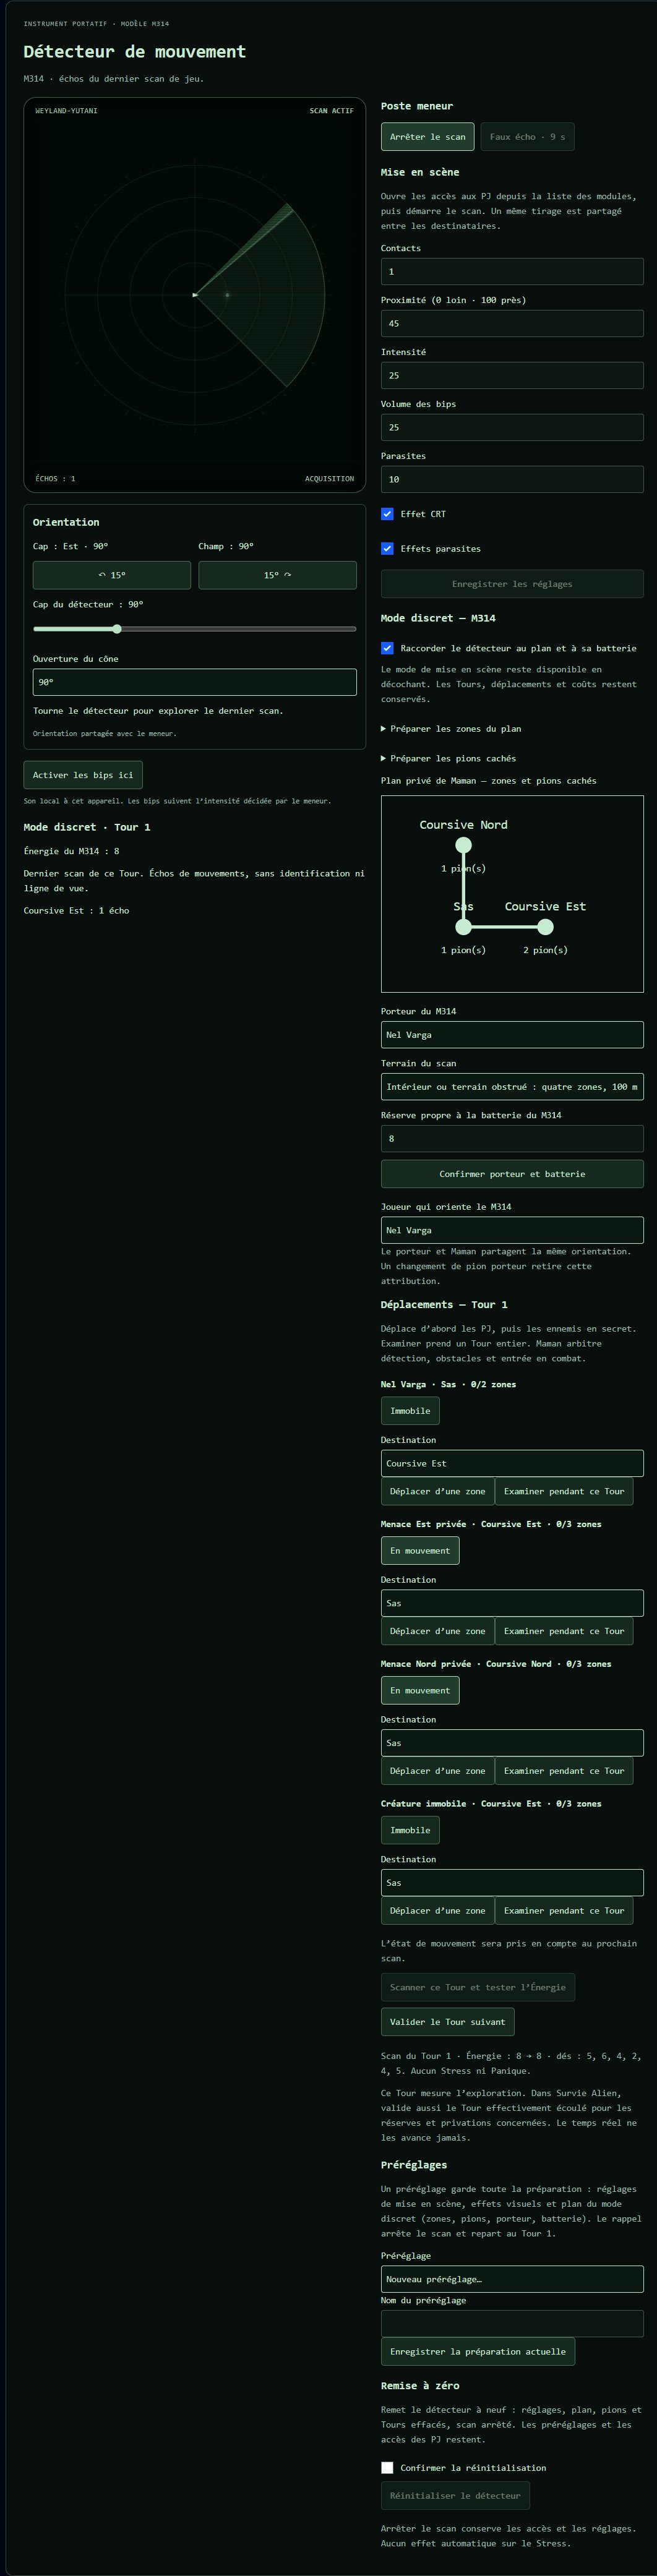 INSTRUMENT PORTATIF · MODÈLE M314
Détecteur de mouvement
M314 · échos du dernier scan de jeu.
WEYLAND-YUTANI
SCAN ACTIF
ÉCHOS : 1
ACQUISITION
Orientation
Cap : Est · 90°
Champ : 90°
↶ 15°
15° ↷
Cap du détecteur : 90°
Ouverture du cône
90°
Tourne le détecteur pour explorer le dernier scan.
Orientation partagée avec le meneur.
Activer les bips ici
Son local à cet appareil. Les bips suivent l’intensité décidée par le meneur.
Mode discret · Tour 1
Énergie du M314 : 8
Dernier scan de ce Tour. Échos de mouvements, sans identification ni
ligne de vue.
Coursive Est : 1 écho
Poste meneur
Arrêter le scan
Faux écho · 9 s
Mise en scène
Ouvre les accès aux PJ depuis la liste des modules,
puis démarre le scan. Un même tirage est partagé
entre les destinataires.
Contacts
1
Proximité (0 loin · 100 près)
45
Intensité
25
Volume des bips
25
Parasites
10
Effet CRT
Effets parasites
Enregistrer les réglages
Mode discret — M314
Raccorder le détecteur au plan et à sa batterie
Le mode de mise en scène reste disponible en
décochant. Les Tours, déplacements et coûts restent
conservés.
▶ Préparer les zones du plan
▶ Préparer les pions cachés
Plan privé de Maman — zones et pions cachés
Coursive Nord
1 pion(s)
Sas
Coursive Est
1 pion(s)
2 pion(s)
Porteur du M314
Nel Varga
Terrain du scan
Intérieur ou terrain obstrué : quatre zones, 100 m
Réserve propre à la batterie du M314
8
Confirmer porteur et batterie
Joueur qui oriente le M314
Nel Varga
Le porteur et Maman partagent la même orientation.
Un changement de pion porteur retire cette
attribution.
Déplacements — Tour 1
Déplace d’abord les PJ, puis les ennemis en secret.
Examiner prend un Tour entier. Maman arbitre
détection, obstacles et entrée en combat.
Nel Varga · Sas · 0/2 zones
Immobile
Destination
Coursive Est
Déplacer d’une zone
Examiner pendant ce Tour
Menace Est privée · Coursive Est · 0/3 zones
En mouvement
Destination
Sas
Déplacer d’une zone
Examiner pendant ce Tour
Menace Nord privée · Coursive Nord · 0/3 zones
En mouvement
Destination
Sas
Déplacer d’une zone
Examiner pendant ce Tour
Créature immobile · Coursive Est · 0/3 zones
Immobile
Destination
Sas
Déplacer d’une zone
Examiner pendant ce Tour
L’état de mouvement sera pris en compte au prochain
scan.
Scanner ce Tour et tester l’Énergie
Valider le Tour suivant
Scan du Tour 1 · Énergie : 8 → 8 · dés : 5, 6, 4, 2,
4, 5. Aucun Stress ni Panique.
Ce Tour mesure l’exploration. Dans Survie Alien,
valide aussi le Tour effectivement écoulé pour les
réserves et privations concernées. Le temps réel ne
les avance jamais.
Préréglages
Un préréglage garde toute la préparation : réglages
de mise en scène, effets visuels et plan du mode
discret (zones, pions, porteur, batterie). Le rappel
arrête le scan et repart au Tour 1.
Préréglage
Nouveau préréglage…
Nom du préréglage
Enregistrer la préparation actuelle
Remise à zéro
Remet le détecteur à neuf : réglages, plan, pions et
Tours effacés, scan arrêté. Les préréglages et les
accès des PJ restent.
Confirmer la réinitialisation
Réinitialiser le détecteur
Arrêter le scan conserve les accès et les réglages.
Aucun effet automatique sur le Stress.